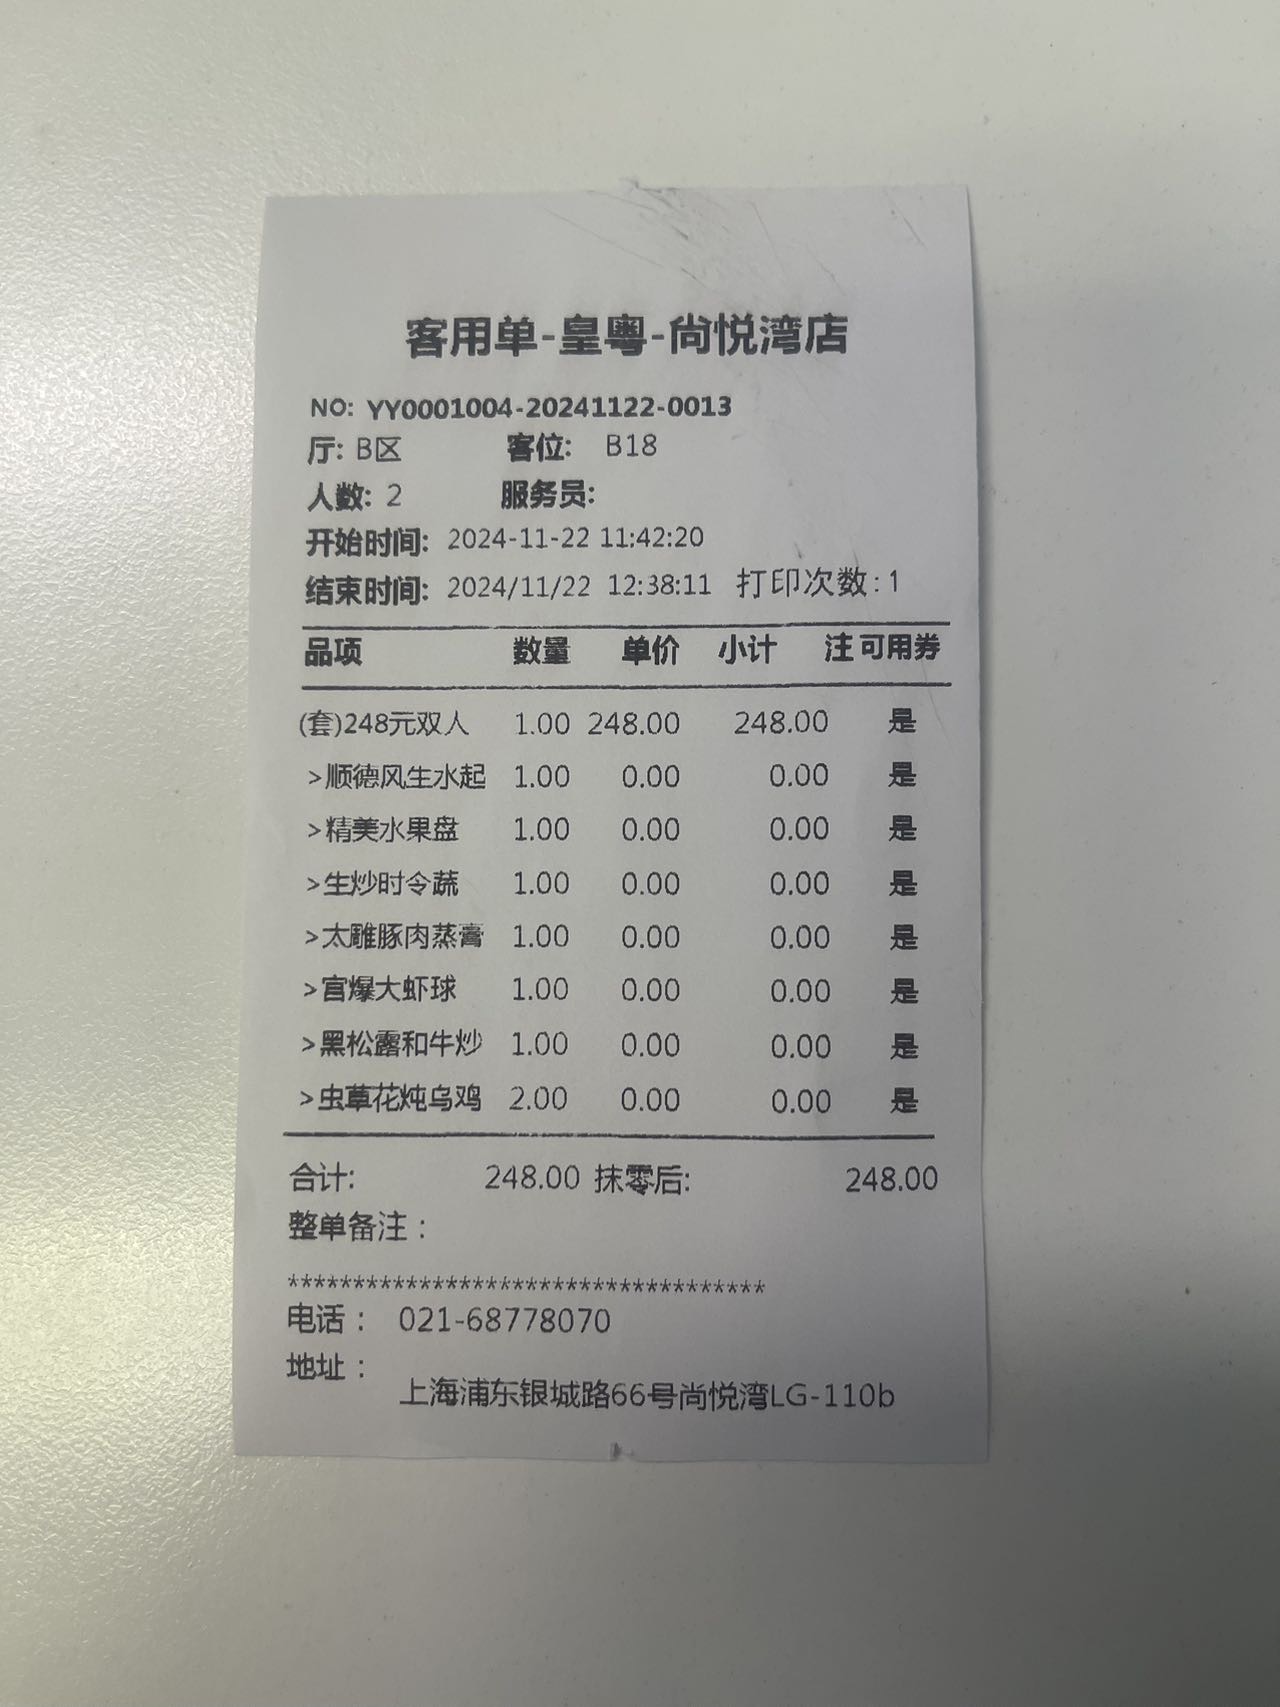 客用单-皇粤-尚悦湾店
NO: YY0001004-20241122-0013
厅: B区 客位: B18
人数: 2 服务员:
开始时间: 2024-11-22 11:42:20
结束时间: 2024/11/22 12:38:11 打印次数:1
品项 数量 单价 小计 注 可用券
(套)248元双人 1.00 248.00 248.00 是
>顺德风生水起 1.00 0.00 0.00 是
>精美水果盘 1.00 0.00 0.00 是
>生炒时令蔬 1.00 0.00 0.00 是
>太雕豚肉蒸膏 1.00 0.00 0.00 是
>宫爆大虾球 1.00 0.00 0.00 是
>黑松露和牛炒 1.00 0.00 0.00 是
>虫草花炖乌鸡 2.00 0.00 0.00 是
合计: 248.00 抹零后: 248.00
整单备注:
*************************************
电话: 021-68778070
地址:
上海浦东银城路66号尚悦湾LG-110b